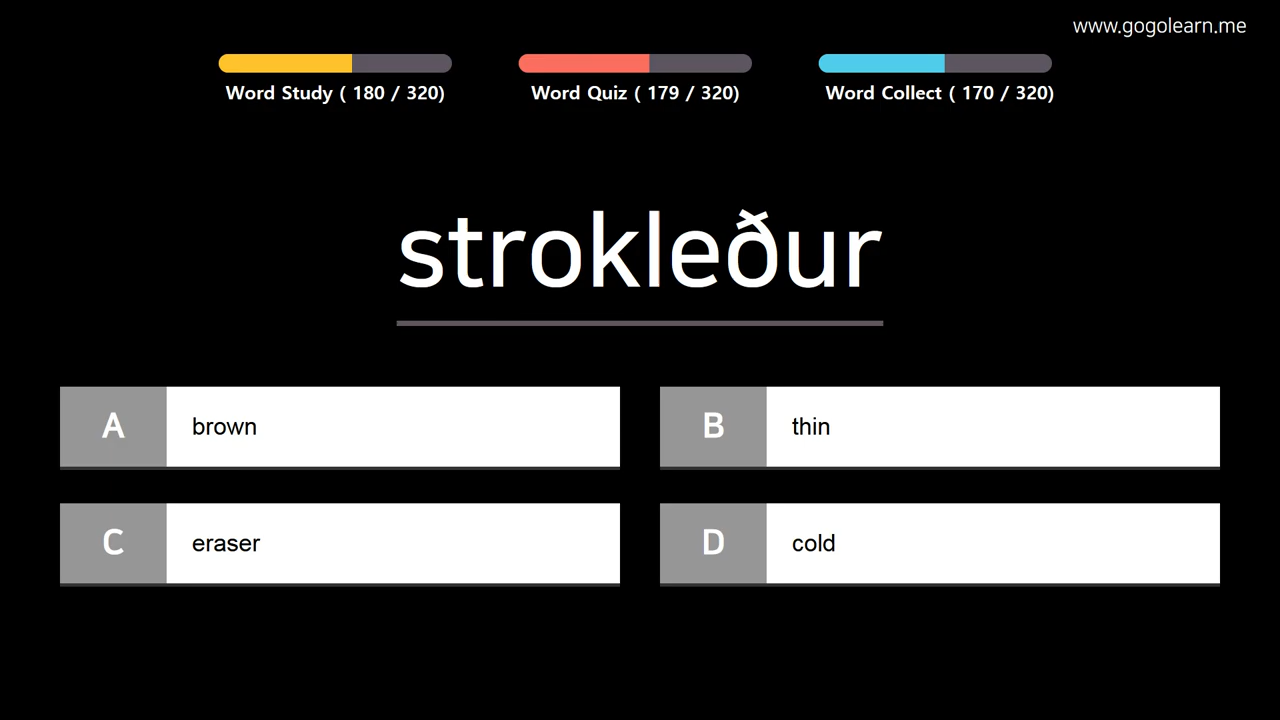 www.gogolearn.me
Word Study ( 180 / 320)
Word Quiz ( 179 / 320)
Word Collect ( 170 / 320)
strokleður
A brown
B thin
C eraser
D cold